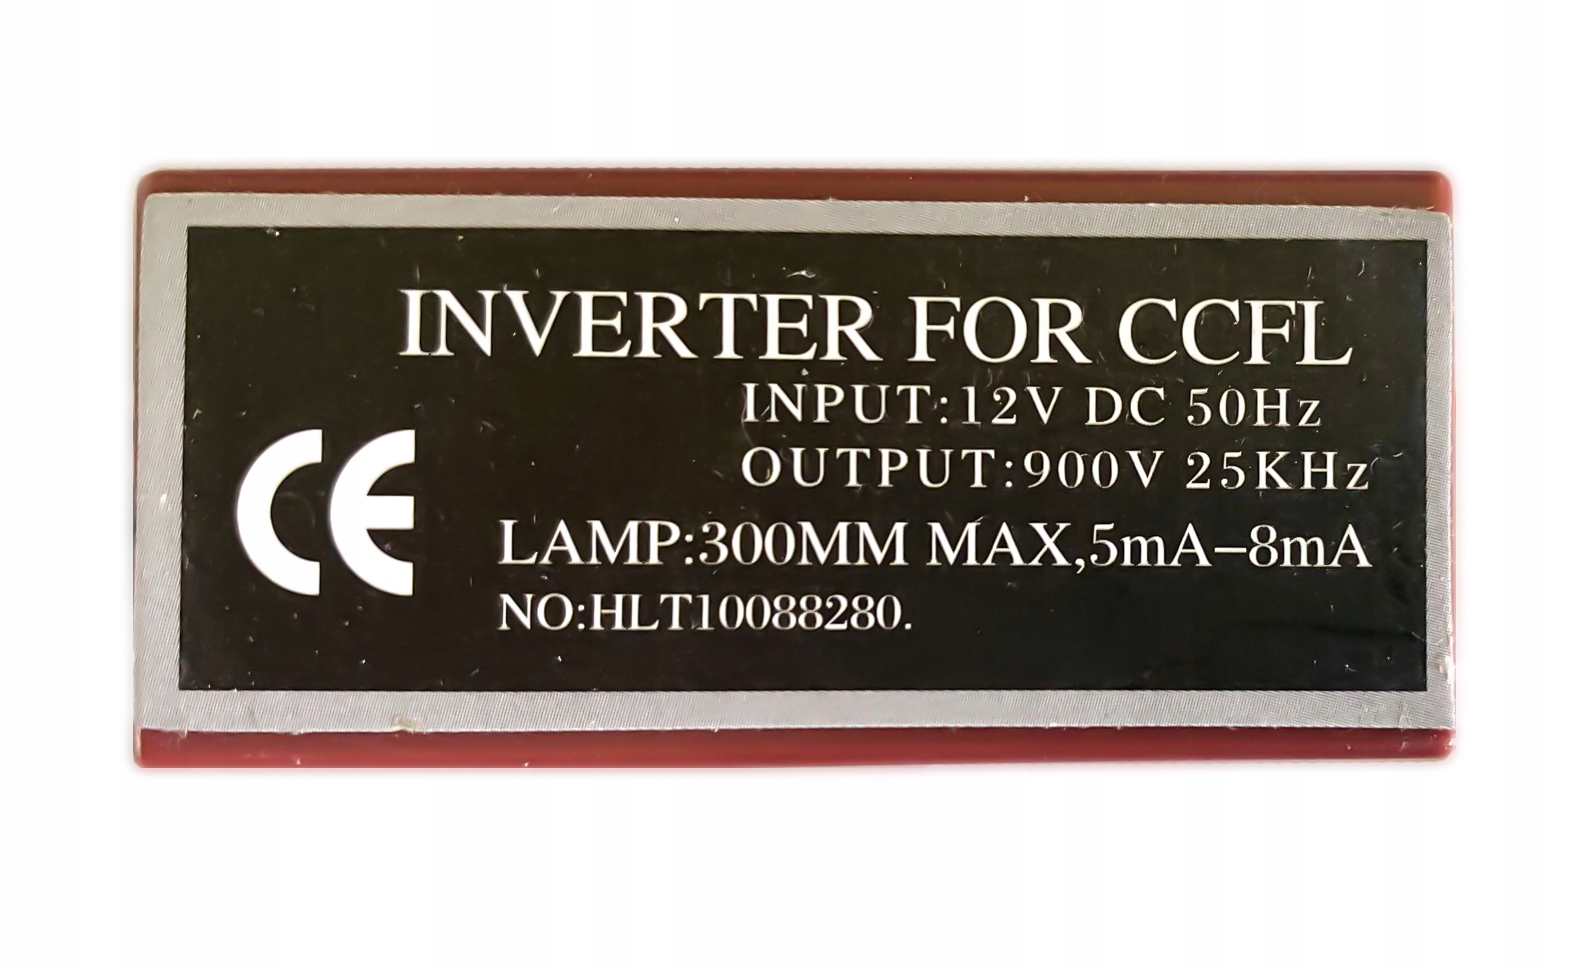 INVERTER FOR CCFL
INPUT:12V DC 50Hz
OUTPUT:900V 25KHz
CE
LAMP:300MM MAX,5mA–8mA
NO:HLT10088280.